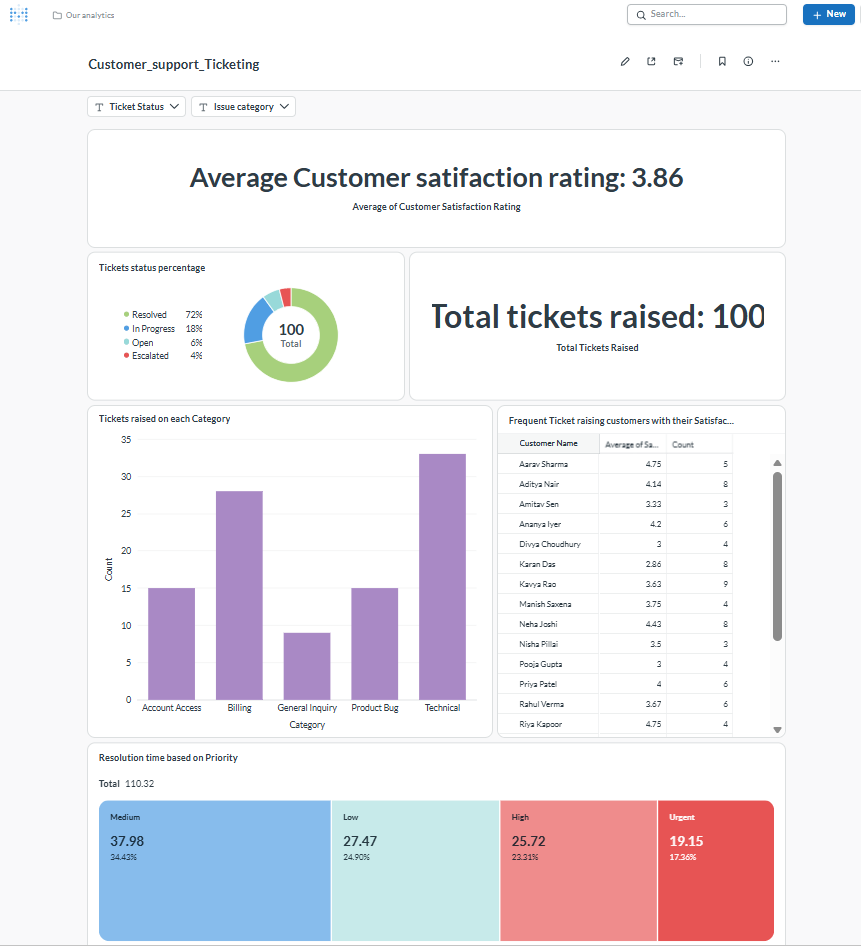 Our analytics
Search...
+ New
Customer_support_Ticketing
Ticket Status
Issue category
Average Customer satifaction rating: 3.86
Average of Customer Satisfaction Rating
Tickets status percentage
Resolved 72%
In Progress 18%
Open 6%
Escalated 4%
100
Total
Total tickets raised: 100
Total Tickets Raised
Tickets raised on each Category
35
30
25
20
15
10
5
0
Count
Account Access Billing General Inquiry Product Bug Technical
Category
Frequent Ticket raising customers with their Satisfac...
Customer Name Average of Sa... Count
Aarav Sharma 4.75 5
Aditya Nair 4.14 8
Amitav Sen 3.33 3
Ananya Iyer 4.2 6
Divya Choudhury 3 4
Karan Das 2.86 8
Kavya Rao 3.63 9
Manish Saxena 3.75 4
Neha Joshi 4.43 8
Nisha Pillai 3.5 3
Pooja Gupta 3 4
Priya Patel 4 6
Rahul Verma 3.67 6
Riya Kapoor 4.75 4
Resolution time based on Priority
Total 110.32
Medium
37.98
34.43%
Low
27.47
24.90%
High
25.72
23.31%
Urgent
19.15
17.36%